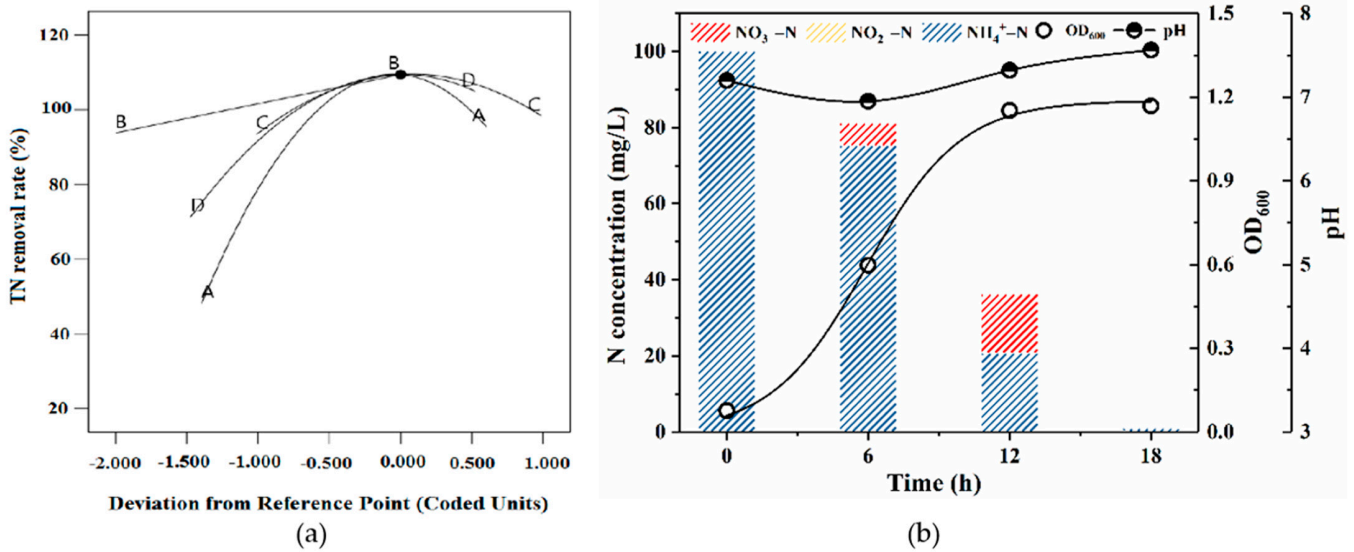 TN removal rate (%)
120
100
80
60
40
20
B
B
D
C
C
A
D
A
-2.000 -1.500 -1.000 -0.500 0.000 0.500 1.000
Deviation from Reference Point (Coded Units)
(a)
NO3 –N NO2 –N NH4+–N OD600 pH
N concentration (mg/L)
100
80
60
40
20
0
0 6 12 18
Time (h)
1.5
1.2
0.9
0.6
0.3
0.0
OD600
8
7
6
5
4
3
pH
(b)